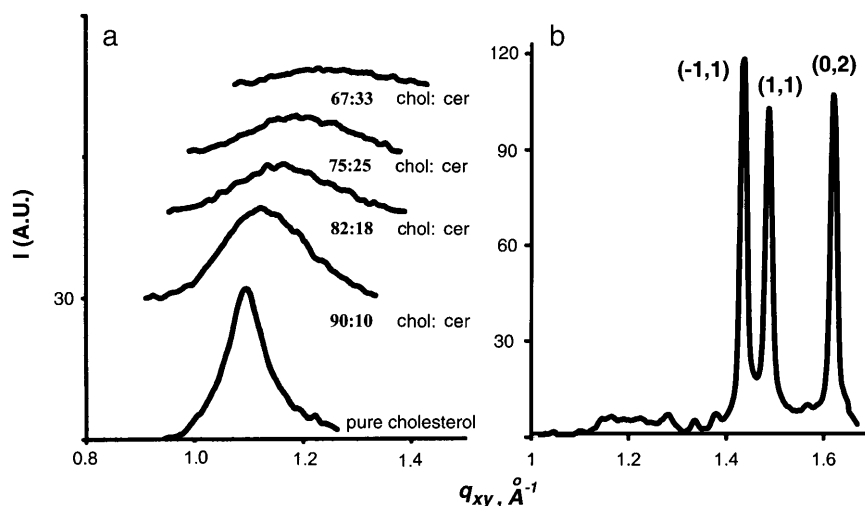 a
67:33 chol: cer
75:25 chol: cer
82:18 chol: cer
90:10 chol: cer
pure cholesterol
I (A.U.)
30
0.8 1.0 1.2 1.4
b
(-1,1)
(1,1)
(0,2)
120
90
60
30
1 1.2 1.4 1.6
qxy, Å-1